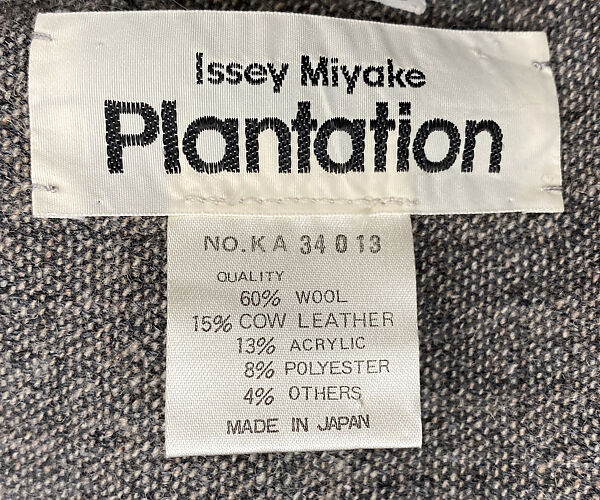 Issey Miyake
Plantation
NO.KA 34013
QUALITY
60% WOOL
15% COW LEATHER
13% ACRYLIC
8% POLYESTER
4% OTHERS
MADE IN JAPAN